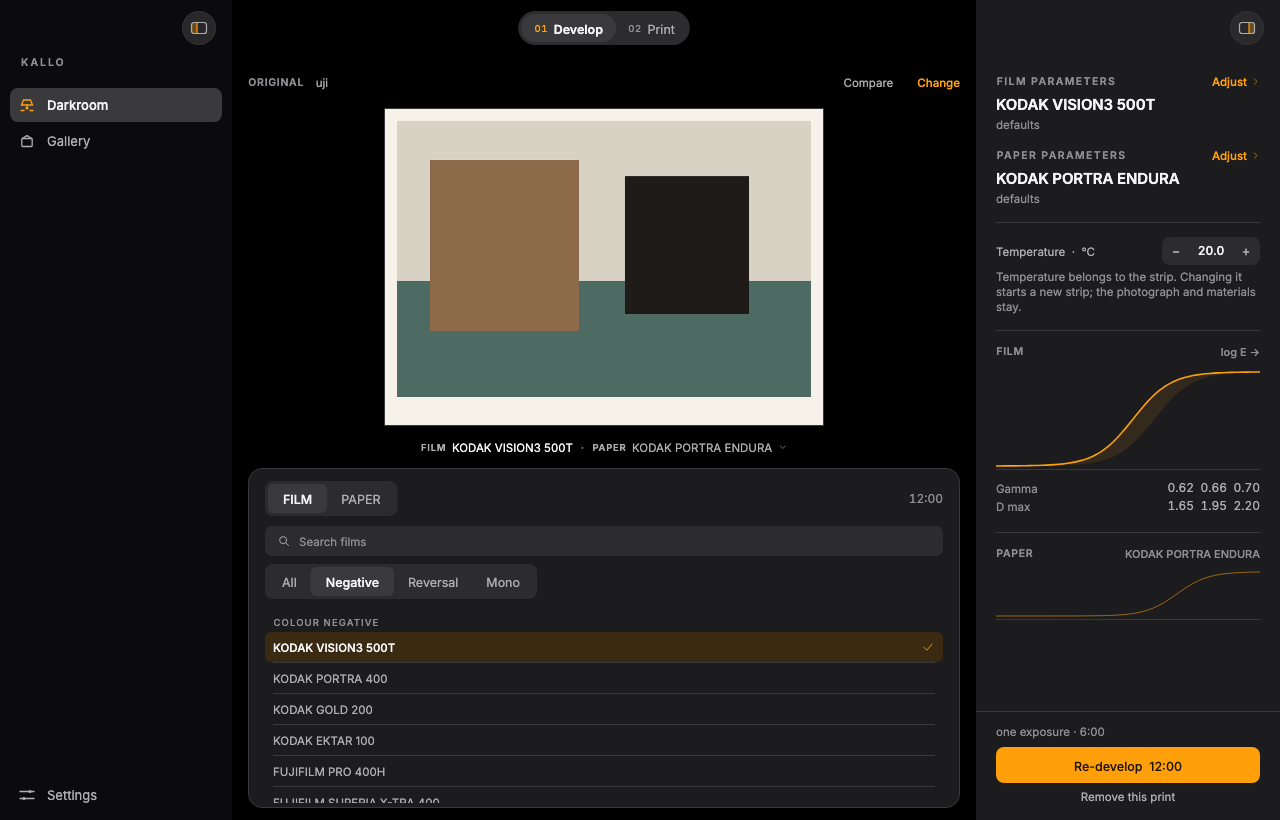 KALLO
Darkroom
Gallery
Settings
01 Develop 02 Print
ORIGINAL uji
Compare Change
FILM KODAK VISION3 500T · PAPER KODAK PORTRA ENDURA
FILM PAPER 12:00
Search films
All Negative Reversal Mono
COLOUR NEGATIVE
KODAK VISION3 500T
KODAK PORTRA 400
KODAK GOLD 200
KODAK EKTAR 100
FUJIFILM PRO 400H
FUJIFILM SUPERIA X-TRA 400
FILM PARAMETERS Adjust
KODAK VISION3 500T
defaults
PAPER PARAMETERS Adjust
KODAK PORTRA ENDURA
defaults
Temperature · °C − 20.0 +
Temperature belongs to the strip. Changing it
starts a new strip; the photograph and materials
stay.
FILM log E →
Gamma 0.62 0.66 0.70
D max 1.65 1.95 2.20
PAPER KODAK PORTRA ENDURA
one exposure · 6:00
Re-develop 12:00
Remove this print